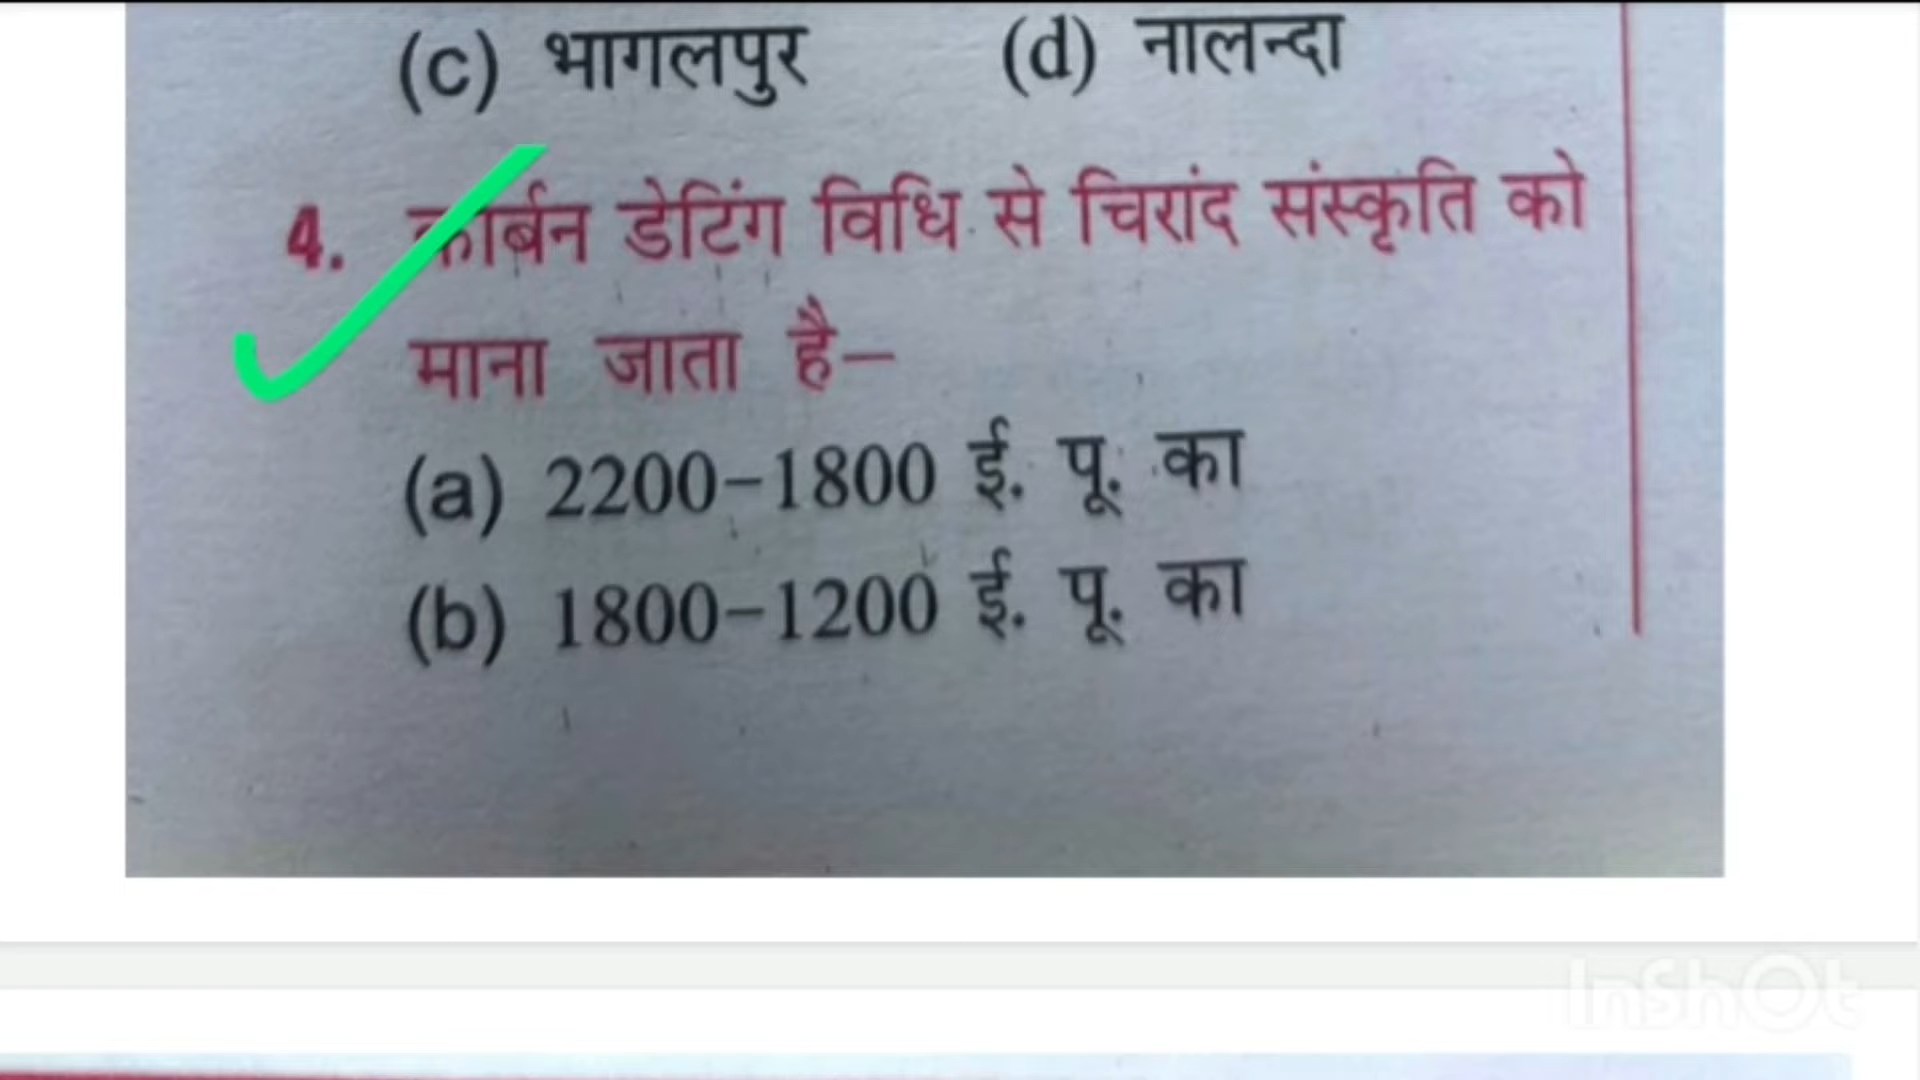 (c) भागलपुर (d) नालन्दा
4. कार्बन डेटिंग विधि से चिरांद संस्कृति को
माना जाता है–
(a) 2200–1800 ई. पू. का
(b) 1800–1200 ई. पू. का
InShOt